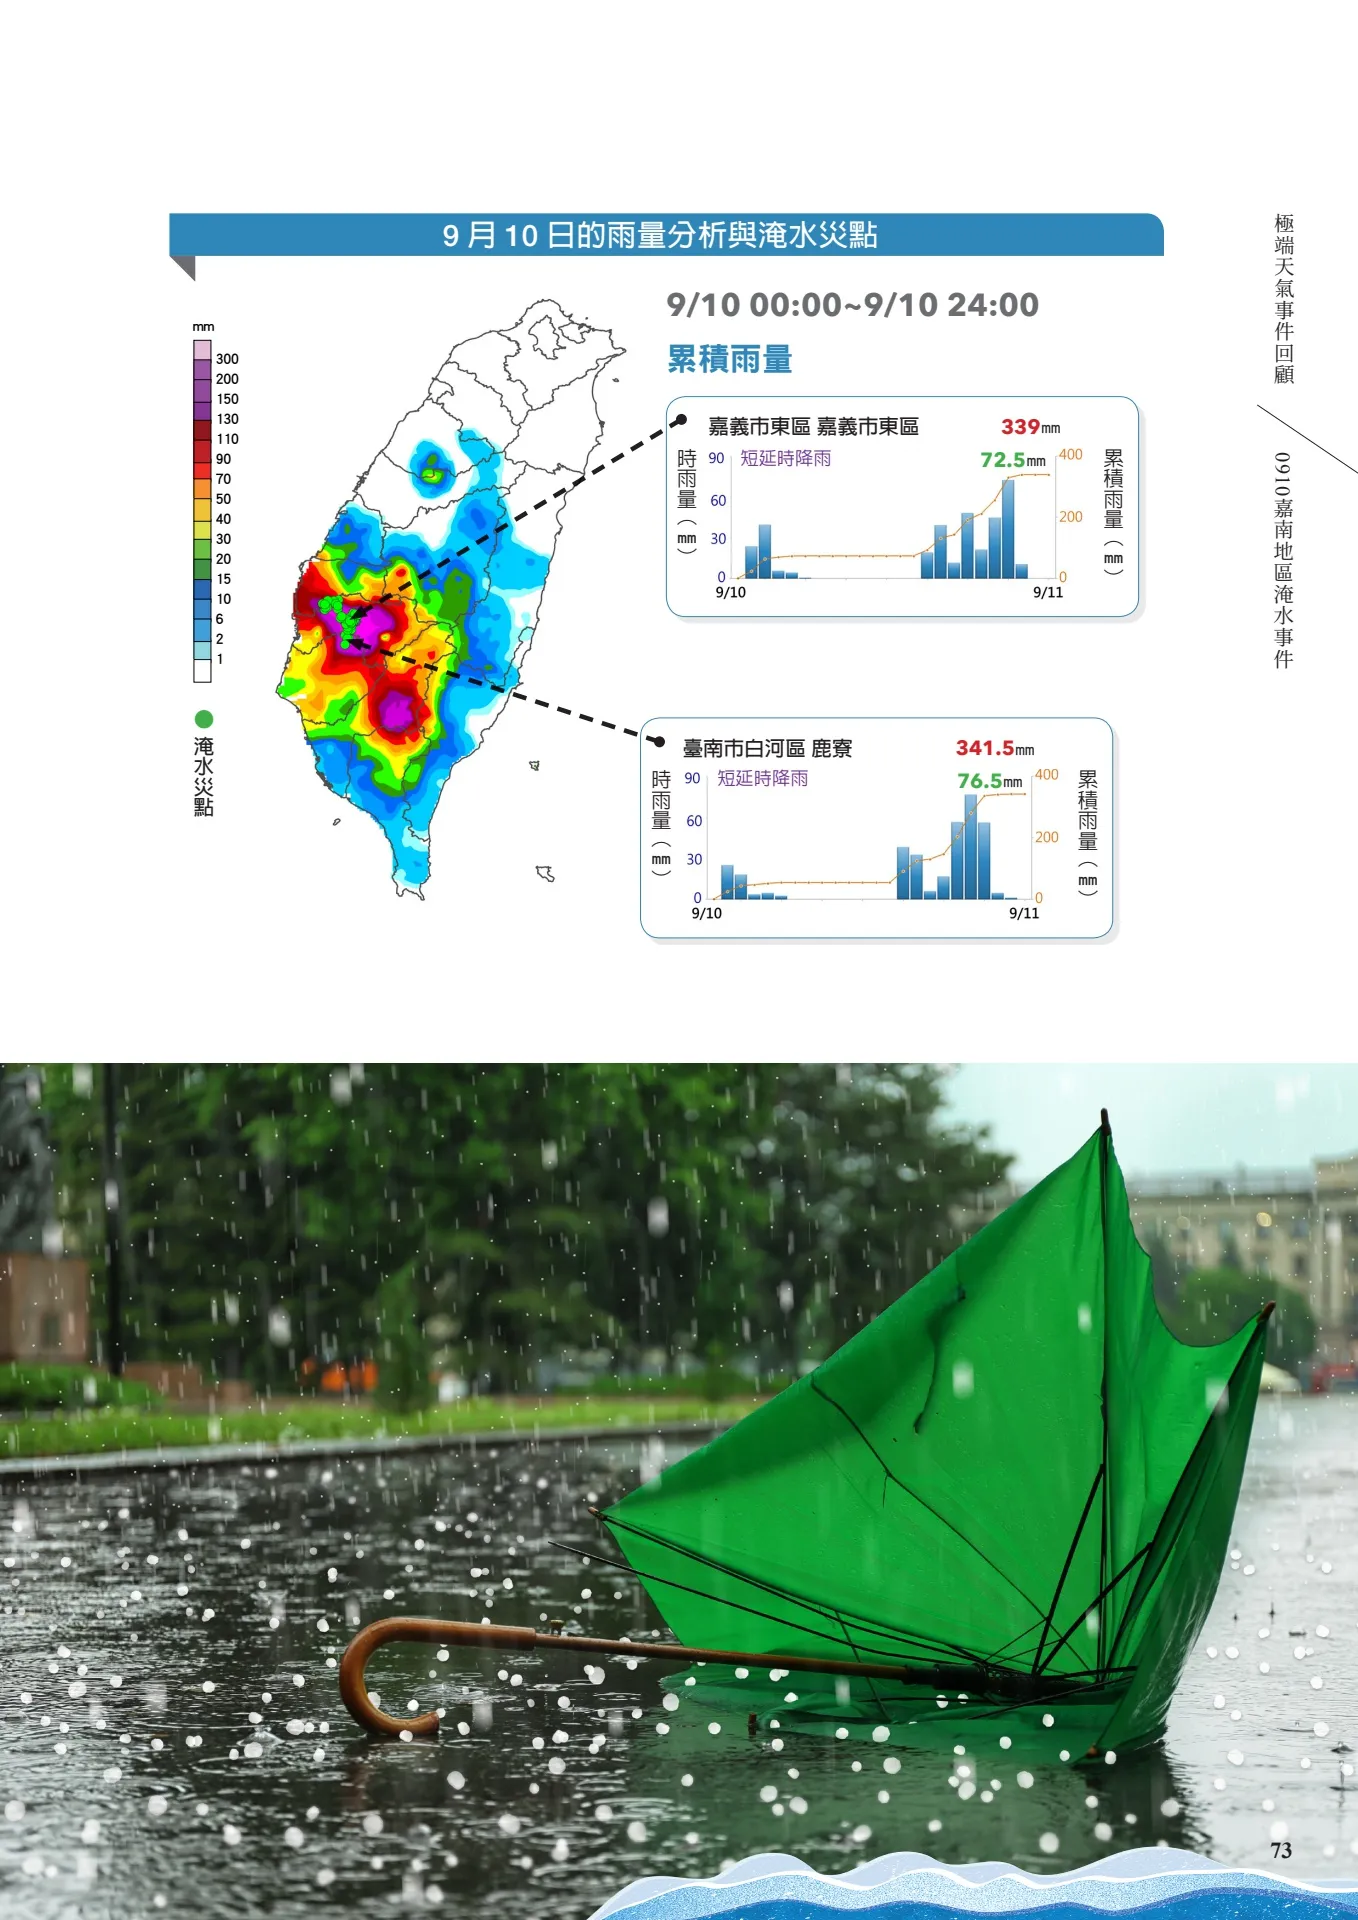 9 月 10 日的雨量分析與淹水災點
9/10 00:00~9/10 24:00
累積雨量
mm
300
200
150
130
110
90
70
50
40
30
20
15
10
6
2
1
淹水災點
嘉義市東區 嘉義市東區
339mm
時雨量（mm）
短延時降雨
72.5mm
累積雨量（mm）
90
60
30
0
400
200
0
9/10
9/11
臺南市白河區 鹿寮
341.5mm
時雨量（mm）
短延時降雨
76.5mm
累積雨量（mm）
90
60
30
0
400
200
0
9/10
9/11
極端天氣事件回顧
0910嘉南地區淹水事件
73